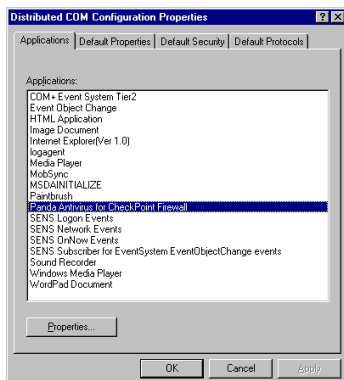 Distributed COM Configuration Properties
Applications Default Properties Default Security Default Protocols
Applications:
COM+ Event System Tier2
Event Object Change
HTML Application
Image Document
Internet Explorer(Ver 1.0)
logagent
Media Player
MobSync
MSDAINITIALIZE
Paintbrush
Panda Antivirus for CheckPoint Firewall
SENS Logon Events
SENS Network Events
SENS OnNow Events
SENS Subscriber for EventSystem EventObjectChange events
Sound Recorder
Windows Media Player
WordPad Document
Properties...
OK Cancel Apply